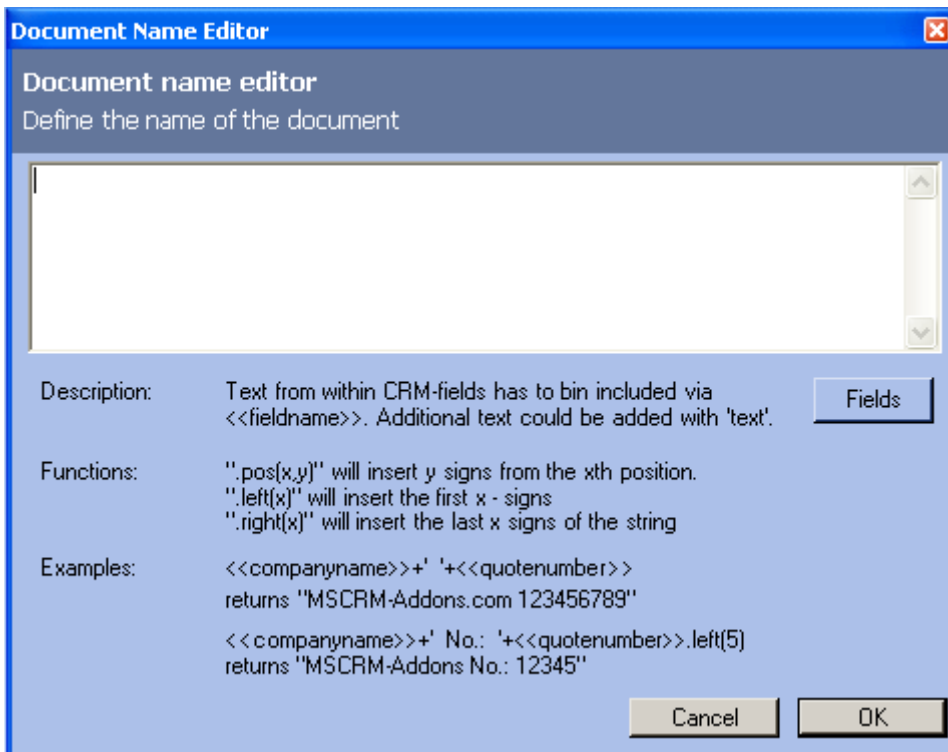 Document Name Editor
Document name editor
Define the name of the document
Description: Text from within CRM-fields has to bin included via
<<fieldname>>. Additional text could be added with 'text'.
Fields
Functions: ".pos(x,y)" will insert y signs from the xth position.
".left(x)" will insert the first x - signs
".right(x)" will insert the last x signs of the string
Examples: <<companyname>>+' '+<<quotenumber>>
returns "MSCRM-Addons.com 123456789"
<<companyname>>+' No.: '+<<quotenumber>>.left(5)
returns "MSCRM-Addons No.: 12345"
Cancel OK